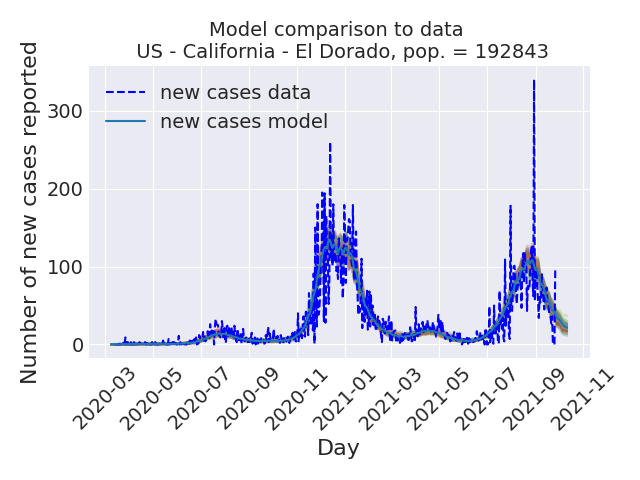 Model comparison to data
US - California - El Dorado, pop. = 192843
Number of new cases reported
new cases data
new cases model
300
200
100
0
2020-03
2020-05
2020-07
2020-09
2020-11
2021-01
2021-03
2021-05
2021-07
2021-09
2021-11
Day